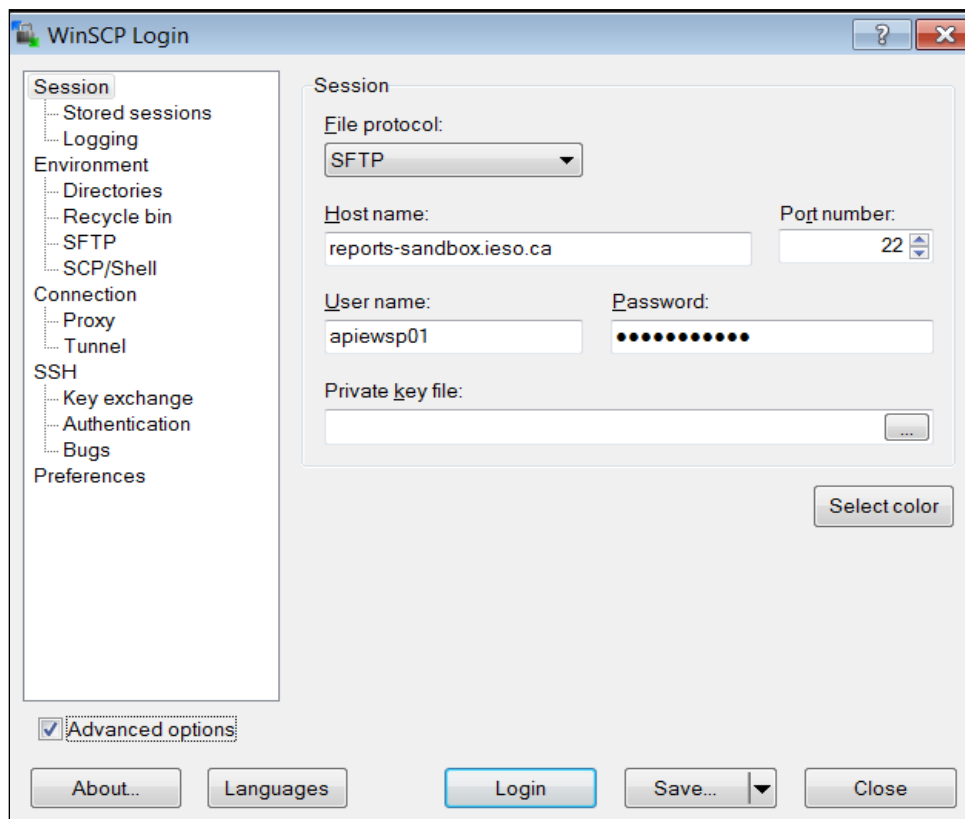 WinSCP Login
Session
Stored sessions
Logging
Environment
Directories
Recycle bin
SFTP
SCP/Shell
Connection
Proxy
Tunnel
SSH
Key exchange
Authentication
Bugs
Preferences
Advanced options
Session
File protocol:
SFTP
Host name:
Port number:
reports-sandbox.ieso.ca
22
User name:
Password:
apiewsp01
●●●●●●●●●●●
Private key file:
...
Select color
About...
Languages
Login
Save...
Close